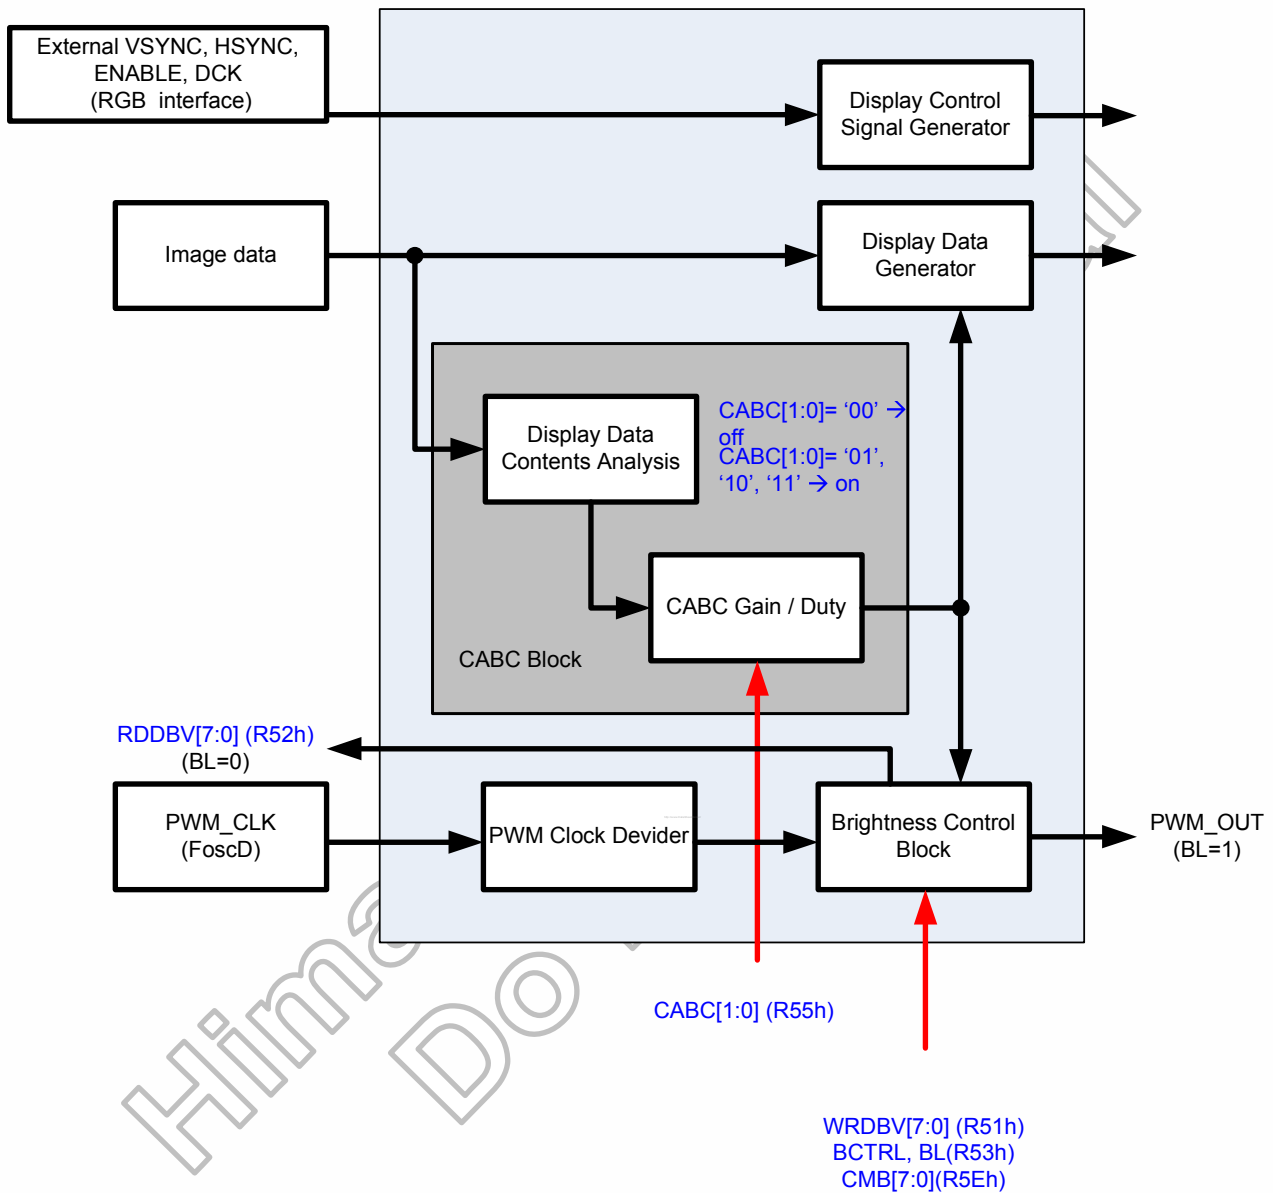 External VSYNC, HSYNC,
ENABLE, DCK
(RGB interface)
Display Control
Signal Generator
Image data
Display Data
Generator
Display Data
Contents Analysis
CABC[1:0]= ‘00’ →
off
CABC[1:0]= ‘01’,
‘10’, ‘11’ → on
CABC Gain / Duty
CABC Block
RDDBV[7:0] (R52h)
(BL=0)
PWM_CLK
(FoscD)
PWM Clock Devider
Brightness Control
Block
PWM_OUT
(BL=1)
CABC[1:0] (R55h)
WRDBV[7:0] (R51h)
BCTRL, BL(R53h)
CMB[7:0](R5Eh)
Do